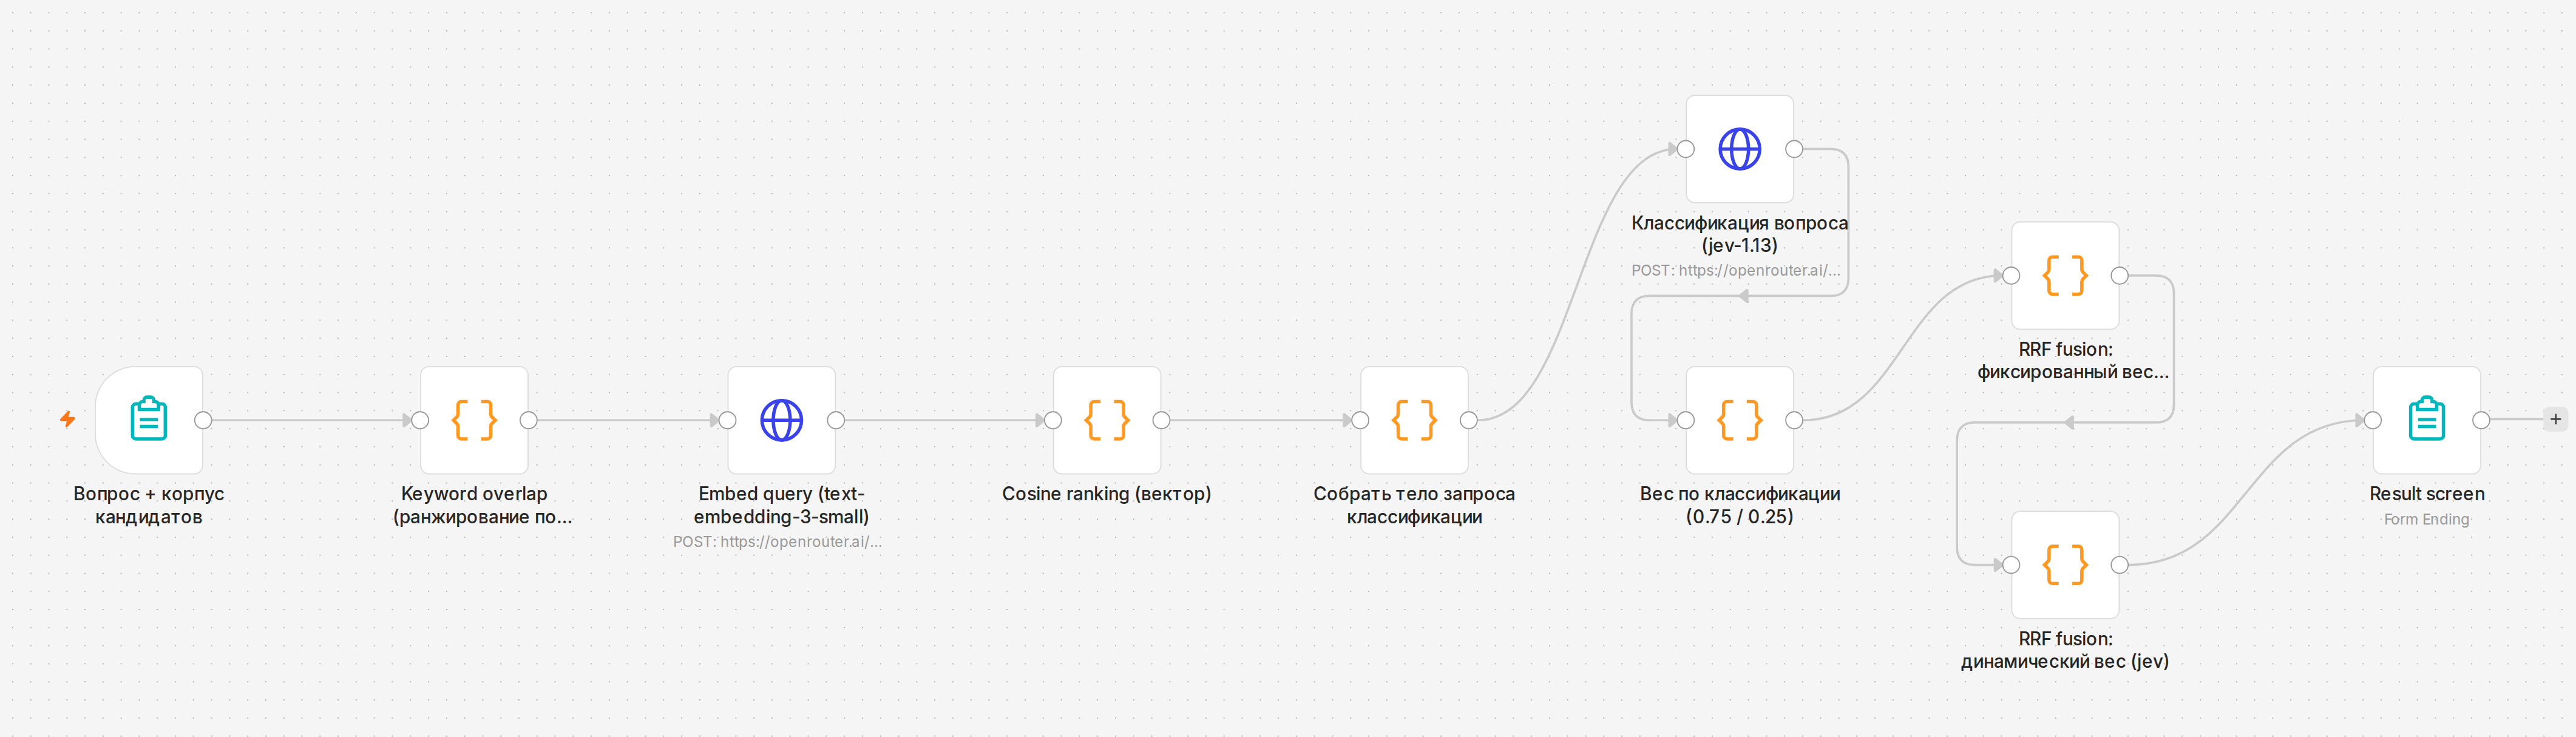 Вопрос + корпус
кандидатов
Keyword overlap
(ранжирование по...
Embed query (text-
embedding-3-small)
POST: https://openrouter.ai/...
Cosine ranking (вектор)
Собрать тело запроса
классификации
Классификация вопроса
(jev-1.13)
POST: https://openrouter.ai/...
Вес по классификации
(0.75 / 0.25)
RRF fusion:
фиксированный вес...
RRF fusion:
динамический вес (jev)
Result screen
Form Ending